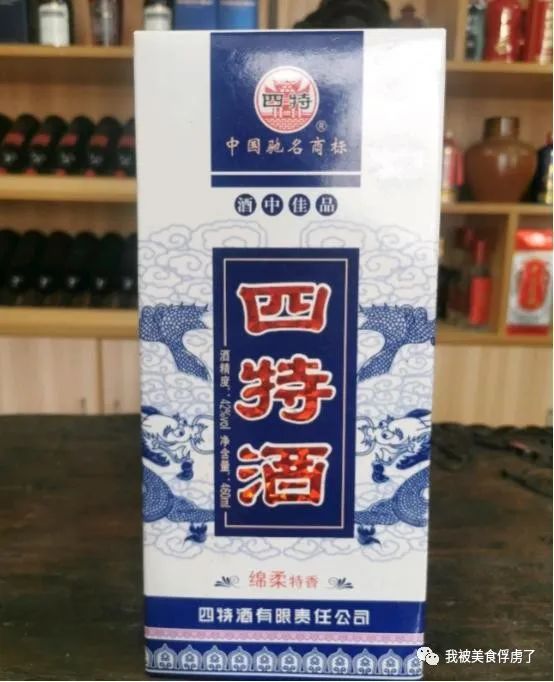 四特
®
中国驰名商标
酒中佳品
四特酒
酒精度：42%vol 净含量：460ml
绵柔特香
四特酒有限责任公司
我被美食俘虏了